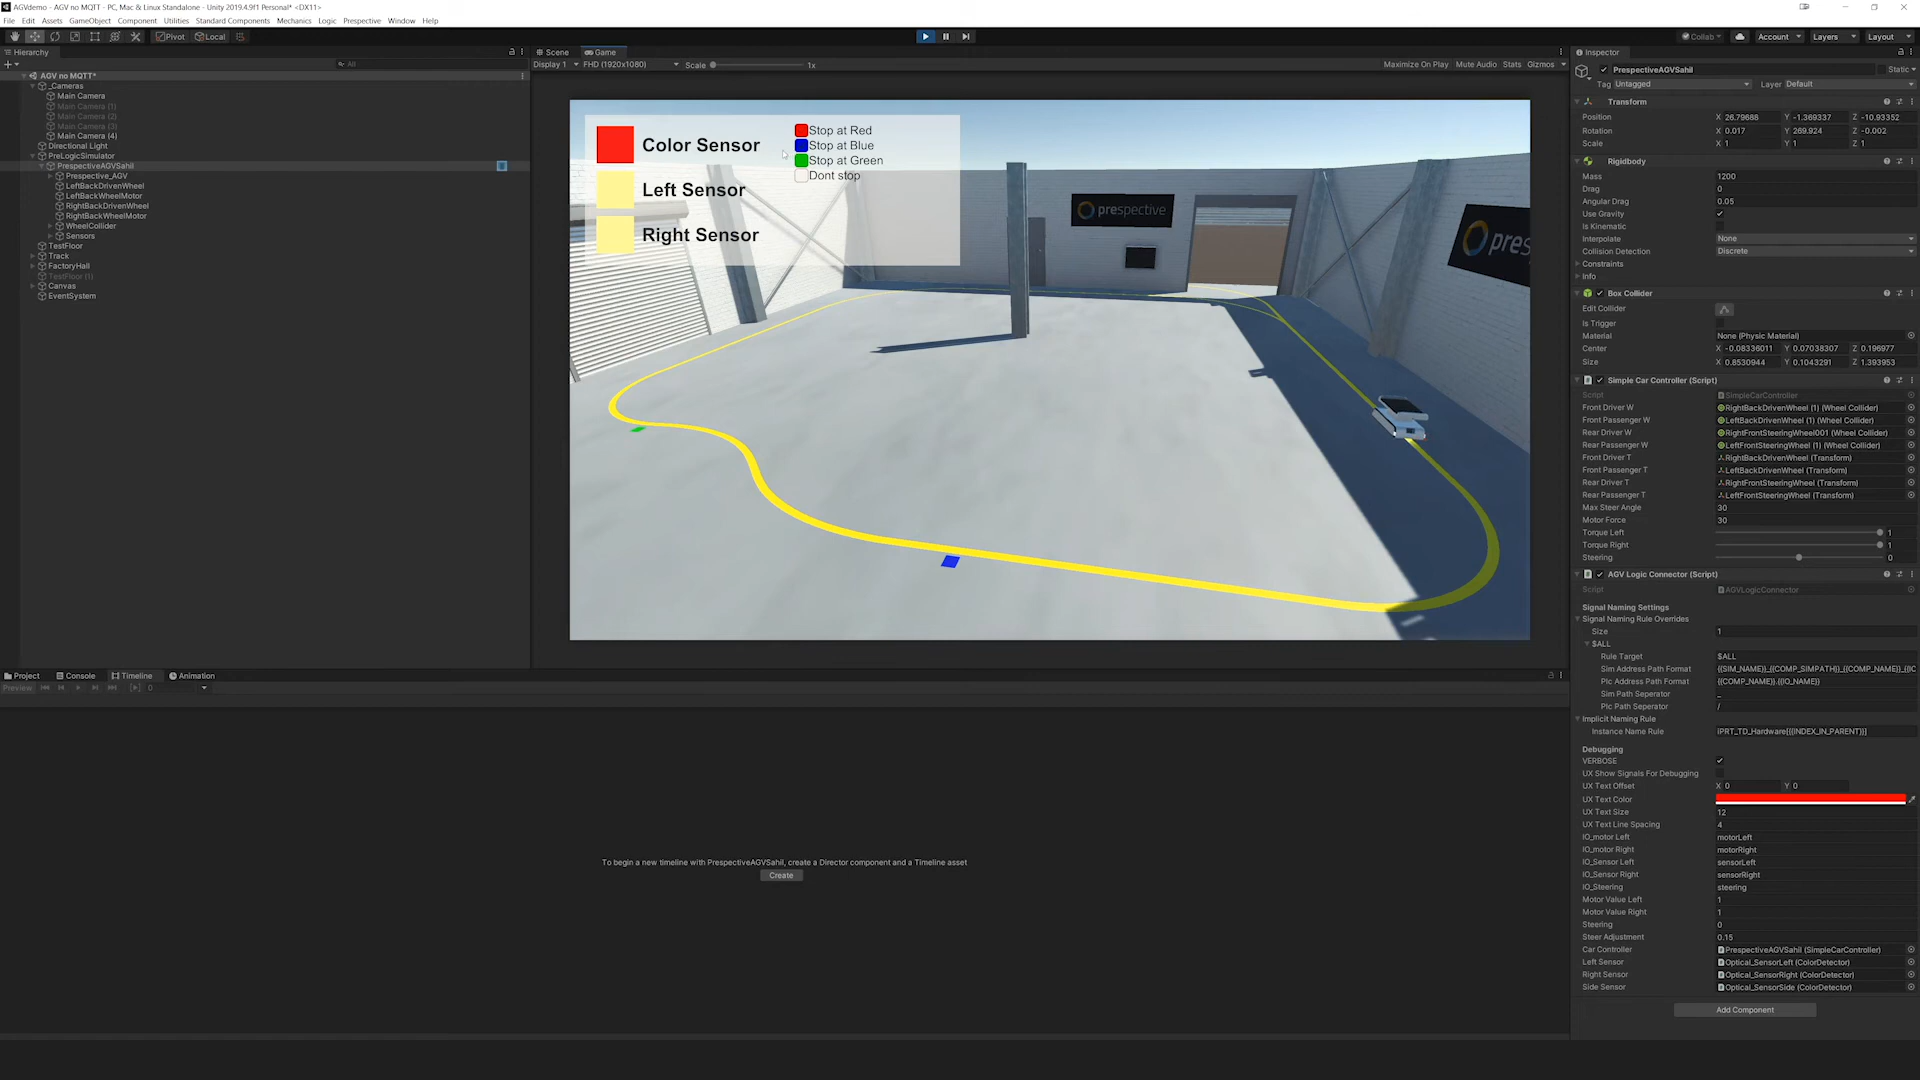 AGVdemo - AGV no MQTT - PC, Mac & Linux Standalone - Unity 2019.4.9f1 Personal* <DX11>
File Edit Assets GameObject Component Utilities Standard Components Mechanics Logic Prespective Window Help
Pivot Local Collab Account Layers Layout
Hierarchy
All
AGV no MQTT*
_Cameras
Main Camera
Main Camera (1)
Main Camera (2)
Main Camera (3)
Main Camera (4)
Directional Light
PreLogicSimulator
PrespectiveAGVSahil
Prespective_AGV
LeftBackDrivenWheel
LeftBackWheelMotor
RightBackDrivenWheel
RightBackWheelMotor
WheelCollider
Sensors
TestFloor
Track
FactoryHall
TestFloor (1)
Canvas
EventSystem
Scene Game
Display 1 FHD (1920x1080) Scale 1x Maximize On Play Mute Audio Stats Gizmos
Color Sensor
Left Sensor
Right Sensor
Stop at Red
Stop at Blue
Stop at Green
Dont stop
prespective
pres
Project Console Timeline Animation
Preview 0
To begin a new timeline with PrespectiveAGVSahil, create a Director component and a Timeline asset
Create
Inspector
PrespectiveAGVSahil Static
Tag Untagged Layer Default
Transform
Position X 26.79688 Y -1.369337 Z -10.93352
Rotation X 0.017 Y 269.924 Z -0.002
Scale X 1 Y 1 Z 1
Rigidbody
Mass 1200
Drag 0
Angular Drag 0.05
Use Gravity
Is Kinematic
Interpolate None
Collision Detection Discrete
Constraints
Info
Box Collider
Edit Collider
Is Trigger
Material None (Physic Material)
Center X -0.08336011 Y 0.07038307 Z 0.196977
Size X 0.8530944 Y 0.1043291 Z 1.393953
Simple Car Controller (Script)
Script SimpleCarController
Front Driver W RightBackDrivenWheel (1) (Wheel Collider)
Front Passenger W LeftBackDrivenWheel (1) (Wheel Collider)
Rear Driver W RightFrontSteeringWheel001 (Wheel Collider)
Rear Passenger W LeftFrontSteeringWheel (1) (Wheel Collider)
Front Driver T RightBackDrivenWheel (Transform)
Front Passenger T LeftBackDrivenWheel (Transform)
Rear Driver T RightFrontSteeringWheel (Transform)
Rear Passenger T LeftFrontSteeringWheel (Transform)
Max Steer Angle 30
Motor Force 30
Torque Left 1
Torque Right 1
Steering 0
AGV Logic Connector (Script)
Script AGVLogicConnector
Signal Naming Settings
Signal Naming Rule Overrides
Size 1
$ALL
Rule Target $ALL
Sim Address Path Format {{SIM_NAME}}_{{COMP_SIMPATH}}_{{COMP_NAME}}_{{IO
Plc Address Path Format {{COMP_NAME}}.{{IO_NAME}}
Sim Path Seperator _
Plc Path Seperator /
Implicit Naming Rule
Instance Name Rule IPRT_TD_Hardware[{{INDEX_IN_PARENT}}]
Debugging
VERBOSE
UX Show Signals For Debugging
UX Text Offset X 0 Y 0
UX Text Color
UX Text Size 12
UX Text Line Spacing 4
IO_motor Left motorLeft
IO_motor Right motorRight
IO_Sensor Left sensorLeft
IO_Sensor Right sensorRight
IO_Steering steering
Motor Value Left 1
Motor Value Right 1
Steering 0
Steer Adjustment 0.15
Car Controller PrespectiveAGVSahil (SimpleCarController)
Left Sensor Optical_SensorLeft (ColorDetector)
Right Sensor Optical_SensorRight (ColorDetector)
Side Sensor Optical_SensorSide (ColorDetector)
Add Component